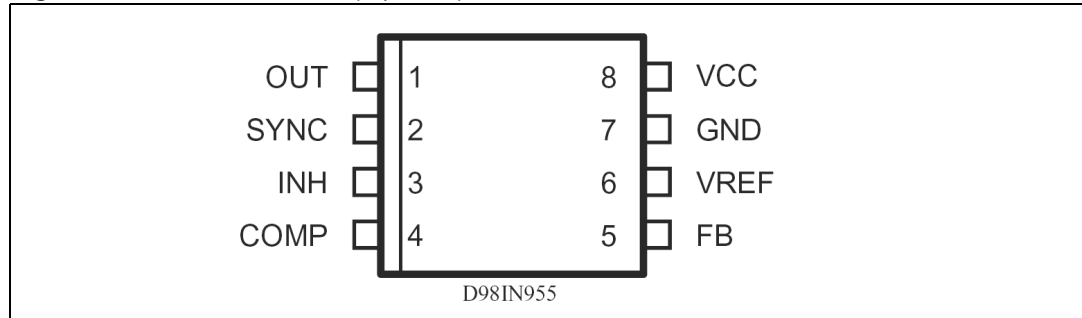 OUT 1 8 VCC
SYNC 2 7 GND
INH 3 6 VREF
COMP 4 5 FB
D98IN955